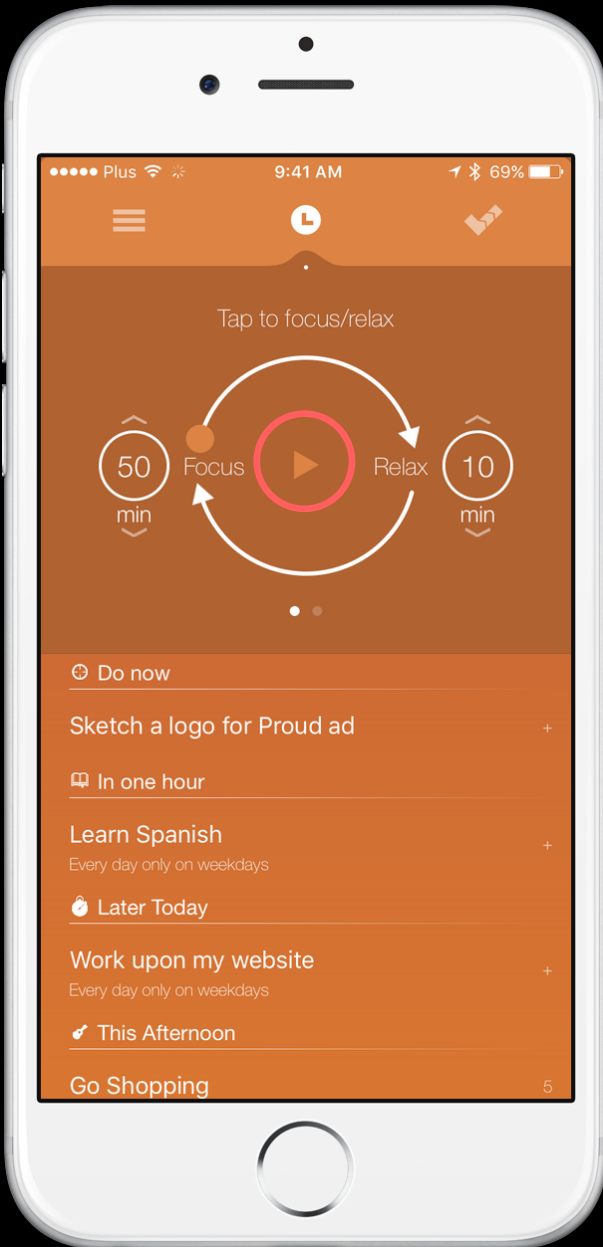 Plus 9:41 AM 69%
Tap to focus/relax
50 Focus Relax 10
min min
Do now
Sketch a logo for Proud ad +
In one hour
Learn Spanish +
Every day only on weekdays
Later Today
Work upon my website +
Every day only on weekdays
This Afternoon
Go Shopping 5